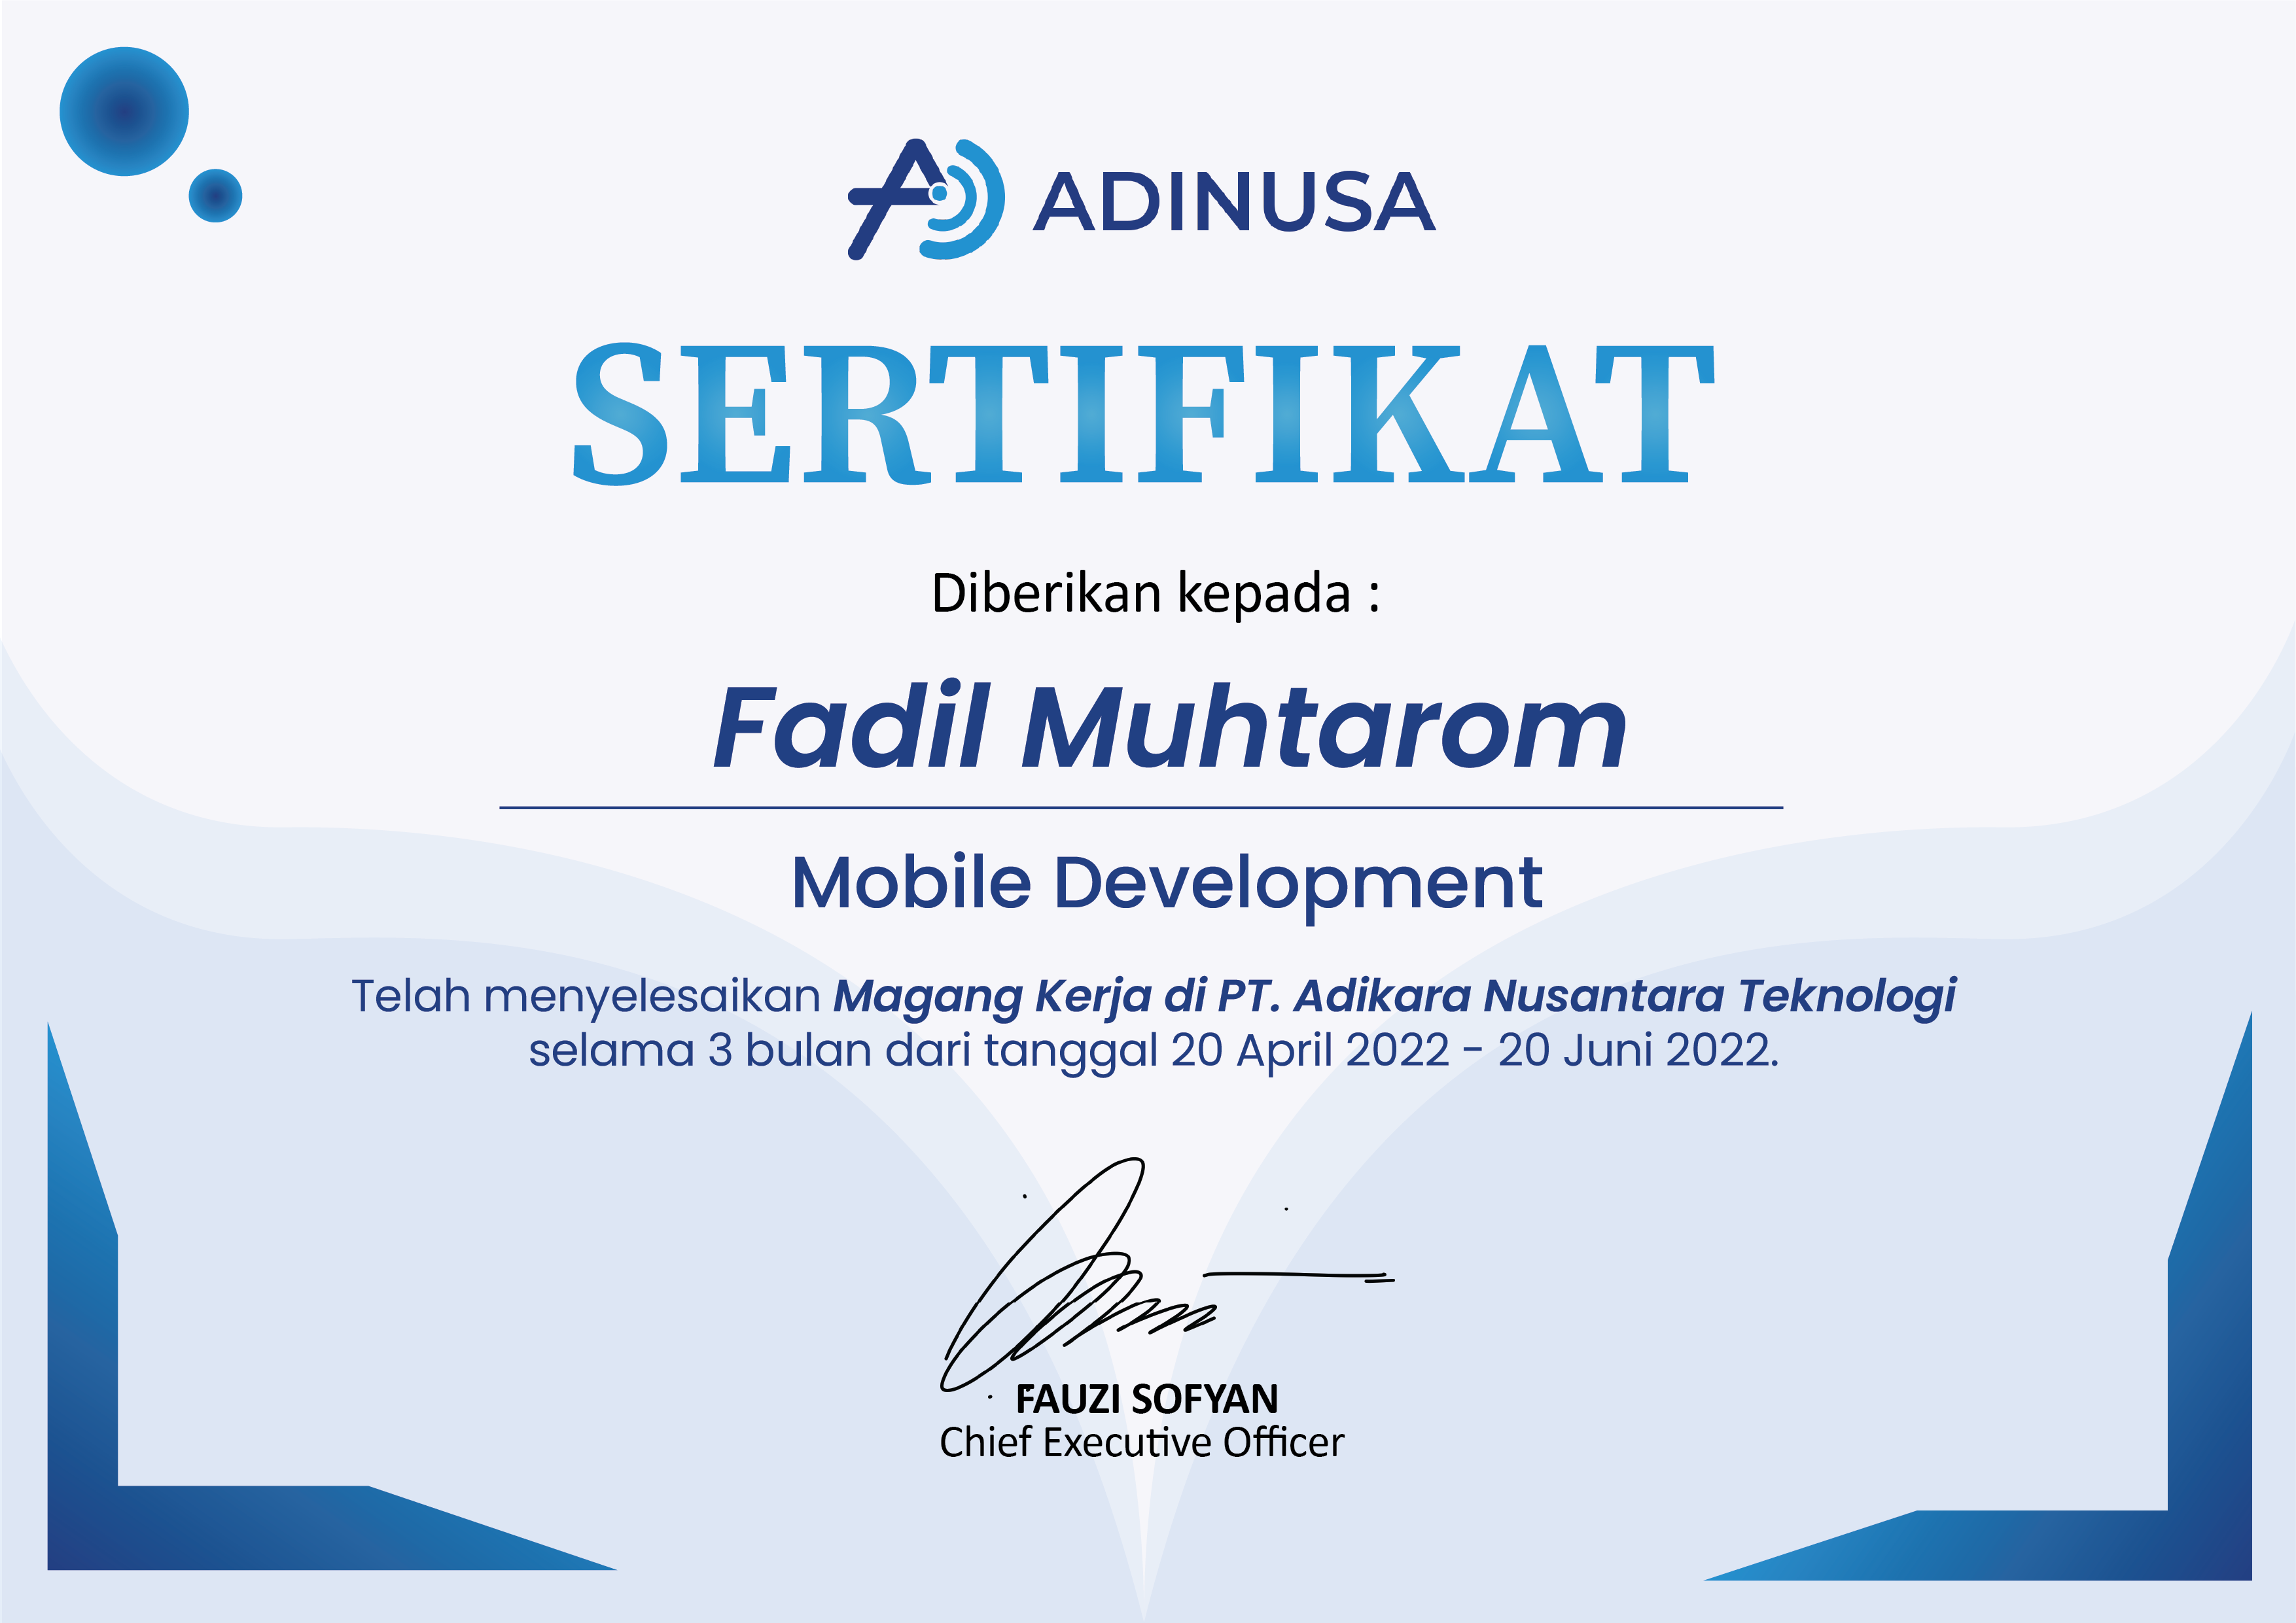 ADINUSA
SERTIFIKAT
Diberikan kepada :
Fadil Muhtarom
Mobile Development
Telah menyelesaikan Magang Kerja di PT. Adikara Nusantara Teknologi
selama 3 bulan dari tanggal 20 April 2022 - 20 Juni 2022.
FAUZI SOFYAN
Chief Executive Officer